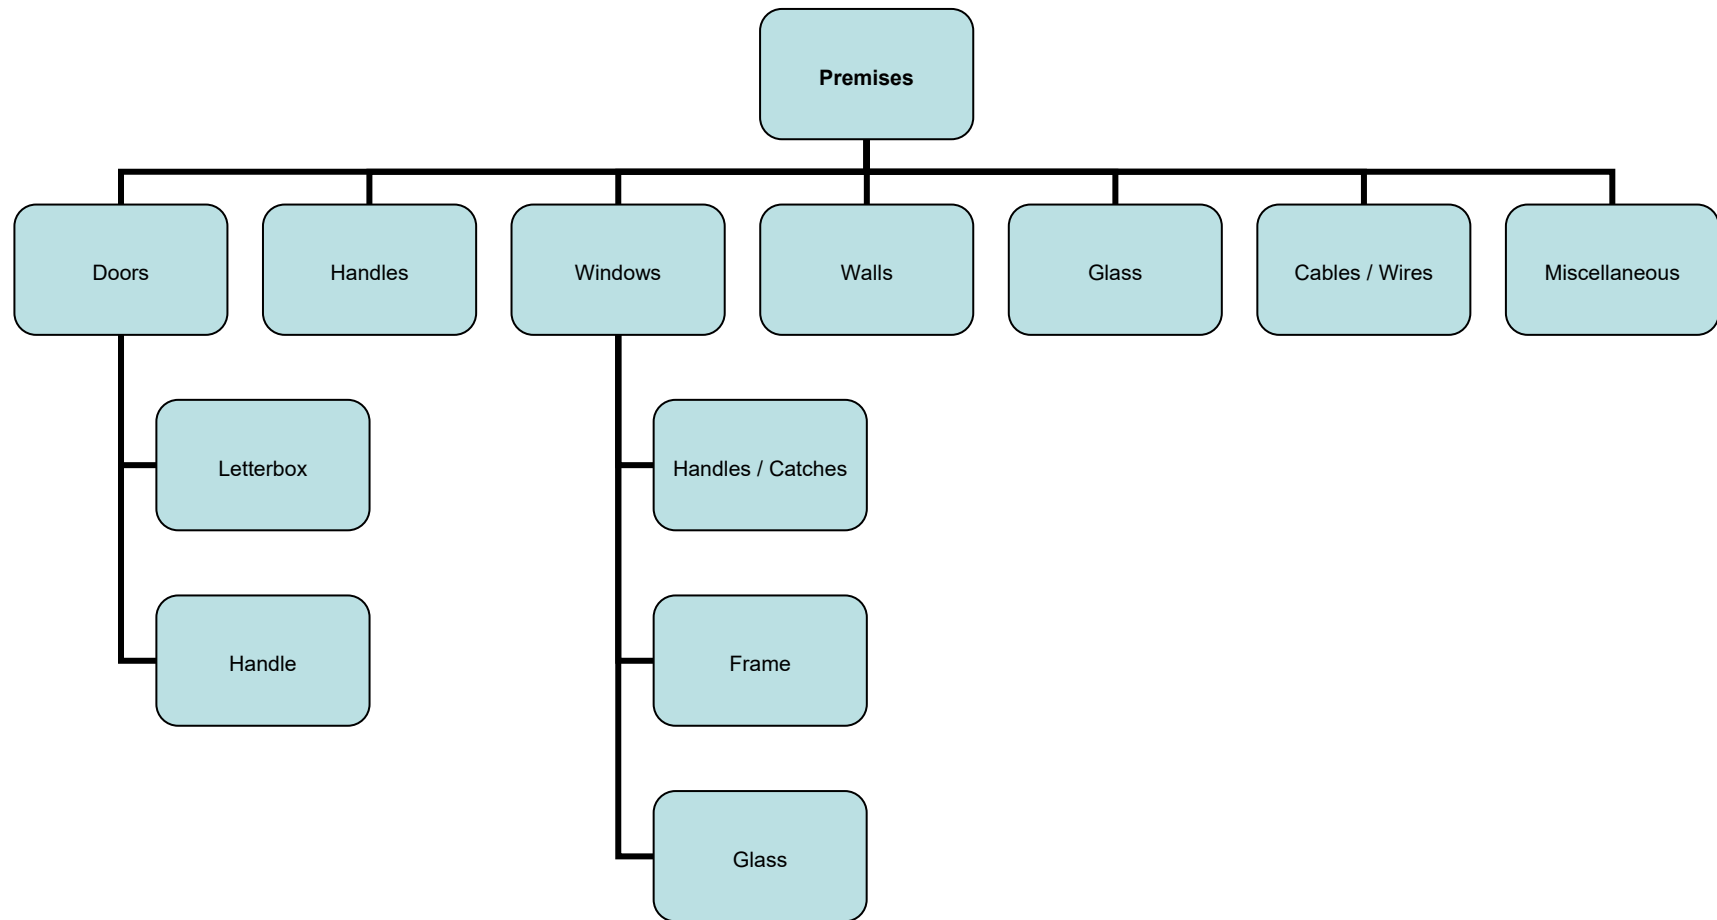 Premises
Doors
Handles
Windows
Walls
Glass
Cables / Wires
Miscellaneous
Letterbox
Handles / Catches
Handle
Frame
Glass